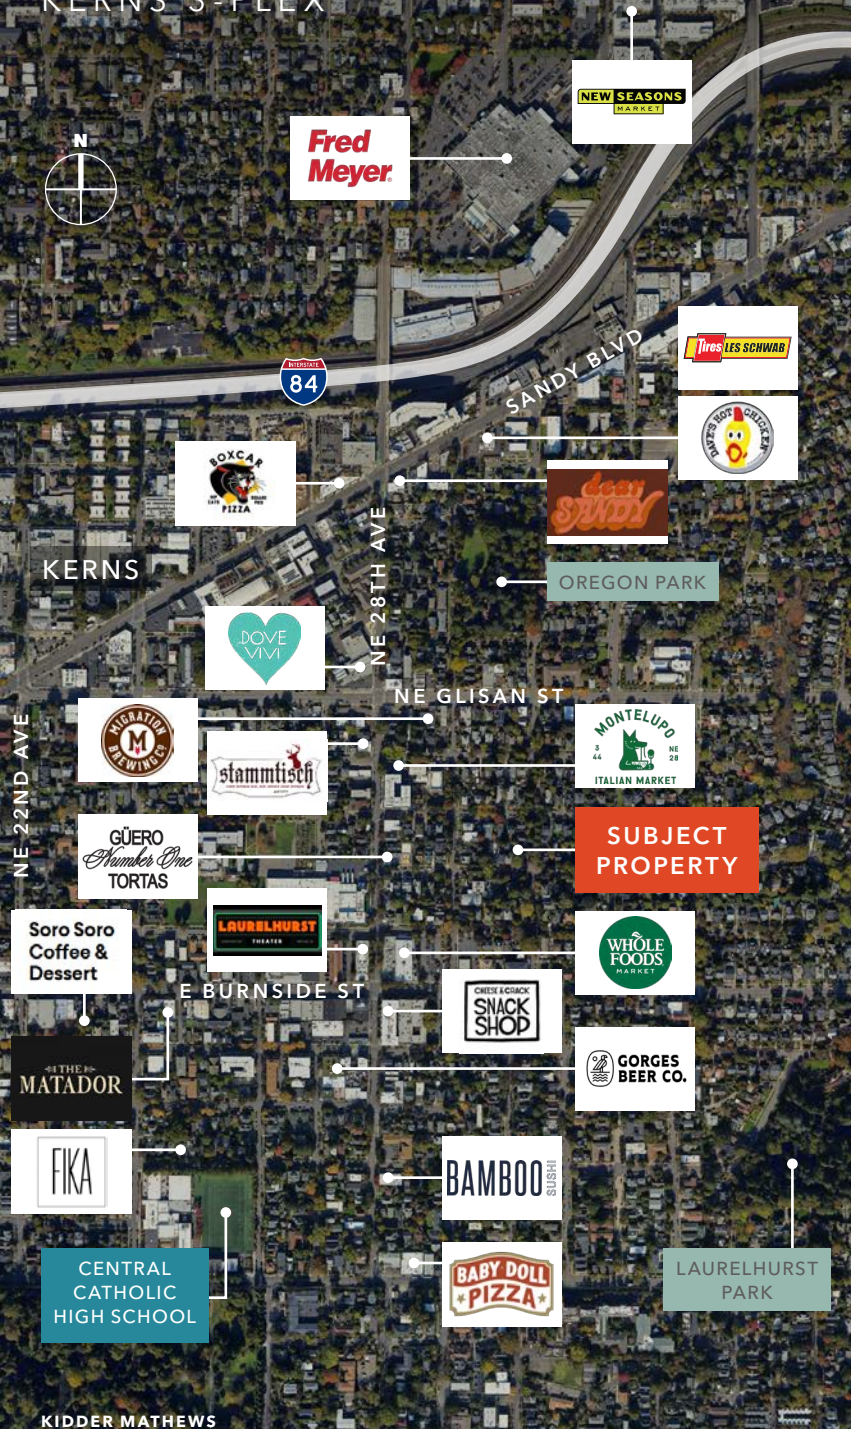 KERNS 5-PLEX
NEW SEASONS
MARKET
Fred
Meyer
N
Tires LES SCHWAB
SANDY BLVD
INTERSTATE
84
DAVE'S HOT CHICKEN
BOXCAR
PIZZA
dear
SANDY
NE 28TH AVE
KERNS
OREGON PARK
DOVE
VIVI
NE GLISAN ST
MIGRATION
M
BREWING CO
stammtisch
MONTELUPO
3
44
NE
28
ITALIAN MARKET
NE 22ND AVE
SUBJECT
PROPERTY
GÜERO
Number One
TORTAS
LAURELHURST
THEATER
Soro Soro
Coffee &
Dessert
WHÔLE
FOODS
MARKET
E BURNSIDE ST
CHEESE & CRACK
SNACK
SHOP
THE
MATADOR
GORGES
BEER CO.
FIKA
BAMBOO SUSHI
CENTRAL
CATHOLIC
HIGH SCHOOL
BABY DOLL
PIZZA
LAURELHURST
PARK
KIDDER MATHEWS